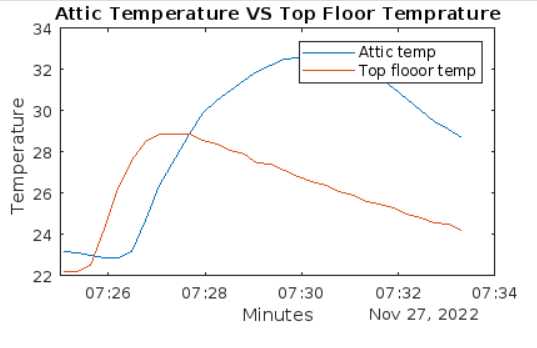 Attic Temperature VS Top Floor Temprature
34
32
30
28
26
24
22
Temperature
Attic temp
Top flooor temp
07:26 07:28 07:30 07:32 07:34
Minutes
Nov 27, 2022